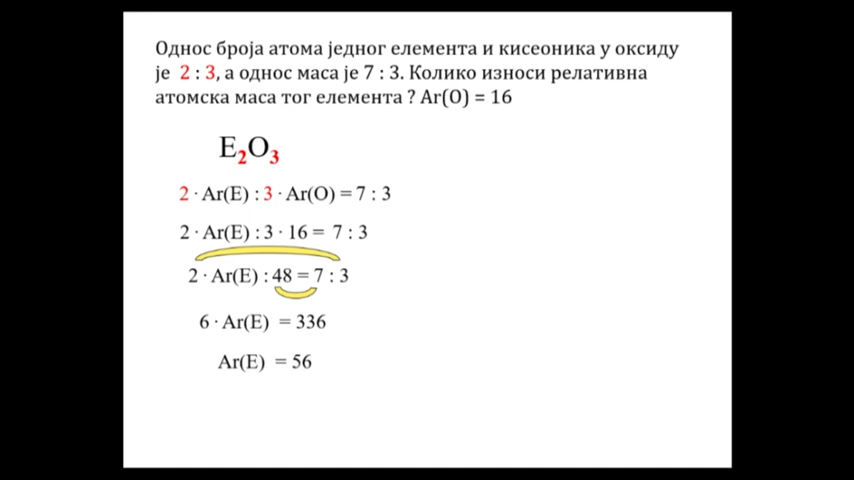 Однос броја атома једног елемента и кисеоника у оксиду
је 2 : 3, а однос маса је 7 : 3. Колико износи релативна
атомска маса тог елемента ? Ar(O) = 16
E₂O₃
2 · Ar(E) : 3 · Ar(O) = 7 : 3
2 · Ar(E) : 3 · 16 = 7 : 3
2 · Ar(E) : 48 = 7 : 3
6 · Ar(E) = 336
Ar(E) = 56